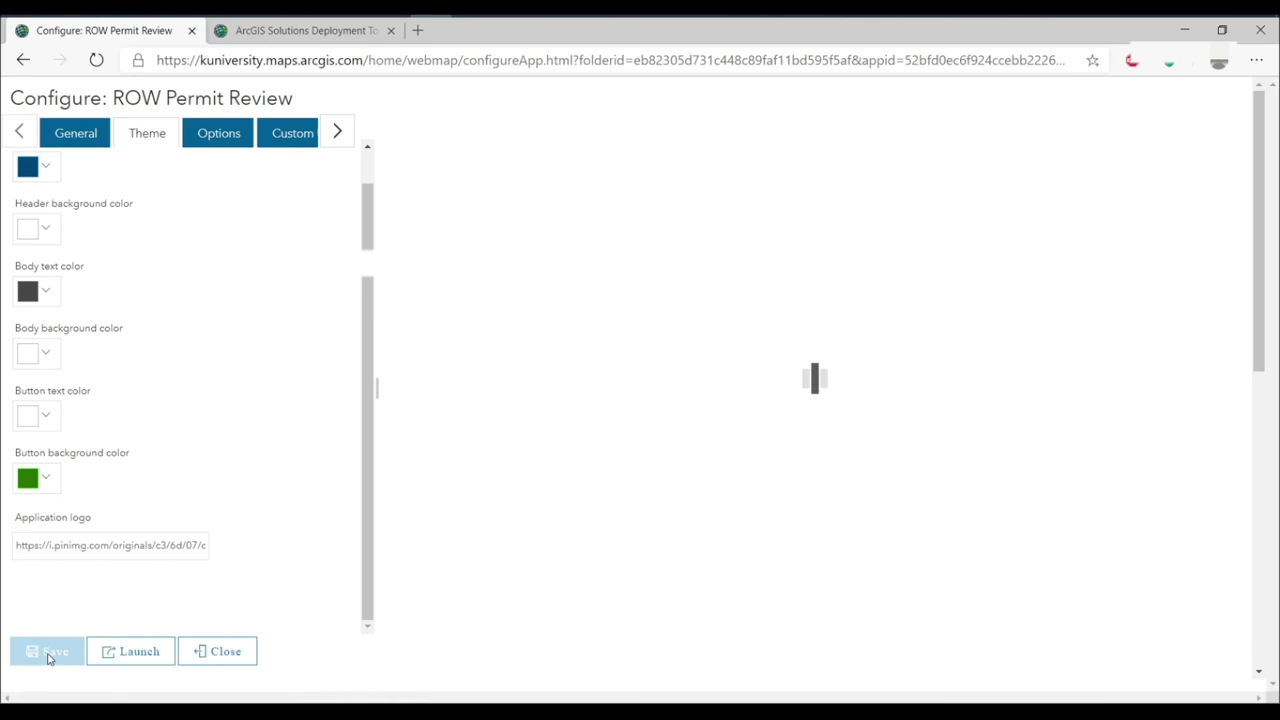 Configure: ROW Permit Review
ArcGIS Solutions Deployment To
https://kuniversity.maps.arcgis.com/home/webmap/configureApp.html?folderid=eb82305d731c448c89faf11bd595f5af&appid=52bfd0ec6f924ccebb2226...
Configure: ROW Permit Review
General
Theme
Options
Custom
Header background color
Body text color
Body background color
Button text color
Button background color
Application logo
https://i.pinimg.com/originals/c3/6d/07/c
Save
Launch
Close